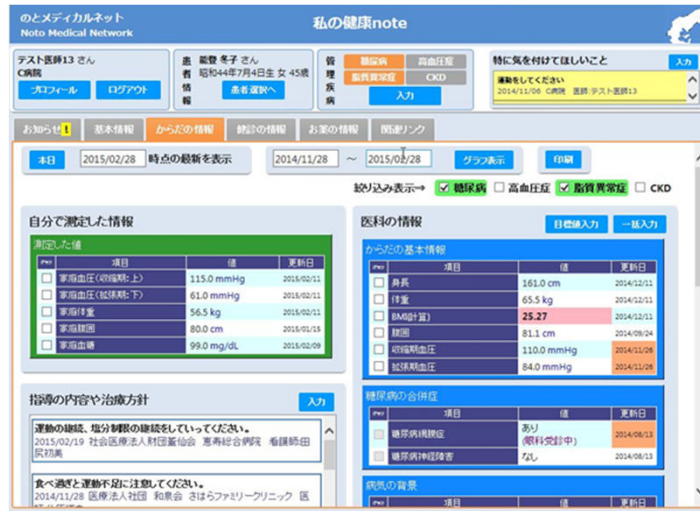 のとメディカルネット
Noto Medical Network
私の健康note
テスト医師13 さん
C病院
プロフィール ログアウト
患者情報
能登 冬子 さん
昭和44年7月4日生 女 45歳
患者選択へ
管理疾病
糖尿病 高血圧症
脂質異常症 CKD
入力
特に気を付けてほしいこと 入力
運動をしてください
2014/11/06 C病院 医師:テスト医師13
お知らせ! 基本情報 からだの情報 健診の情報 お薬の情報 関連リンク
本日 2015/02/28 時点の最新を表示 2014/11/28 ～ 2015/02/28 グラフ表示 印刷
絞り込み表示⇒ 糖尿病 高血圧症 脂質異常症 CKD
自分で測定した情報
測定した値
項目 値 更新日
家庭血圧(収縮期:上) 115.0 mmHg 2015/02/11
家庭血圧(拡張期:下) 61.0 mmHg 2015/02/11
家庭体重 56.5 kg 2015/02/11
家庭腹囲 80.0 cm 2015/01/15
家庭血糖 99.0 mg/dL 2015/02/09
指導の内容や治療方針 入力
運動の継続、塩分制限の継続をしていってください。
2015/02/19 社会医療法人財団董仙会 恵寿総合病院 看護師:田
尻初美
食べ過ぎと運動不足に注意してください。
2014/11/28 医療法人社団 和泉会 さはらファミリークリニック 医
医科の情報 目標値入力 一括入力
からだの基本情報
項目 値 更新日
身長 161.0 cm 2014/12/11
体重 65.5 kg 2014/12/11
BMI(計算) 25.27 2014/12/11
腹囲 81.1 cm 2014/09/24
収縮期血圧 110.0 mmHg 2014/11/26
拡張期血圧 84.0 mmHg 2014/11/26
糖尿病の合併症
項目 値 更新日
糖尿病網膜症 あり 2014/08/13
(眼科受診中)
糖尿病神経障害 なし 2014/08/13
病気の背景
項目 値 更新日